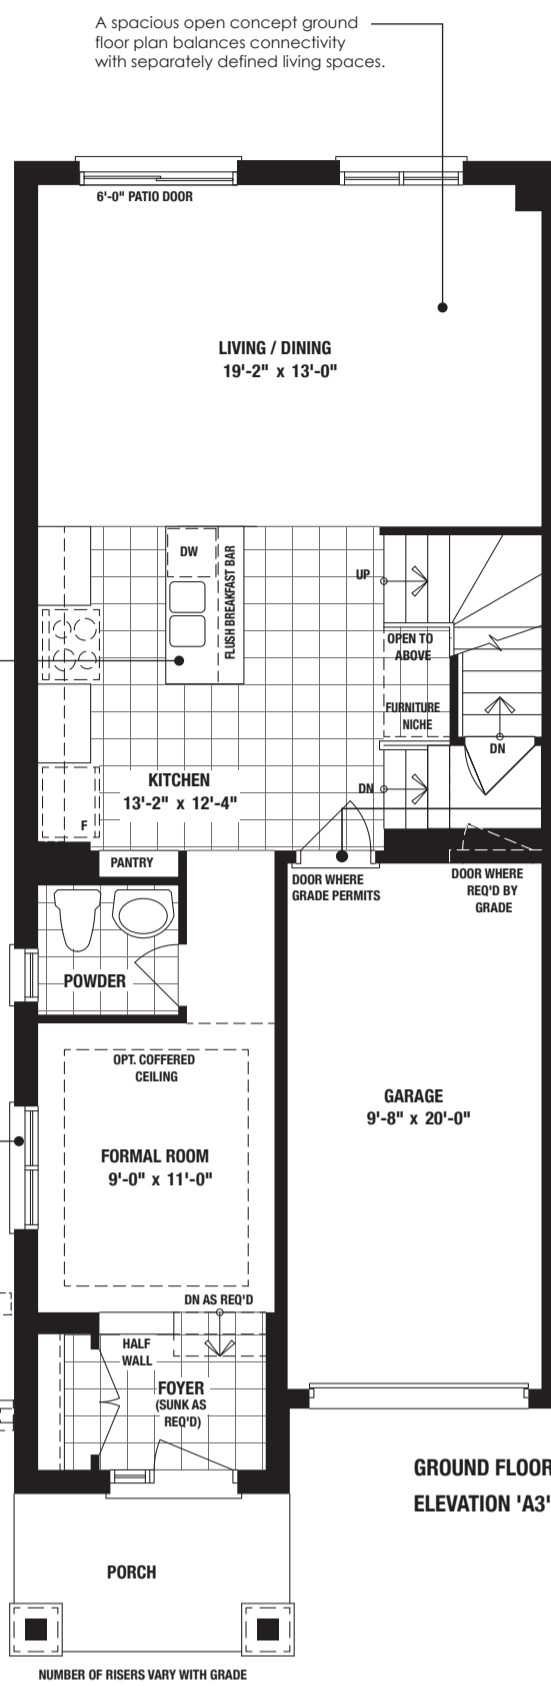 A spacious open concept ground
floor plan balances connectivity
with separately defined living spaces.
6'-0" PATIO DOOR
LIVING / DINING
19'-2" x 13'-0"
DW
FLUSH BREAKFAST BAR
UP
OPEN TO
ABOVE
FURNITURE
NICHE
DN
DN
KITCHEN
13'-2" x 12'-4"
F
PANTRY
DOOR WHERE
GRADE PERMITS
DOOR WHERE
REQ'D BY
GRADE
POWDER
OPT. COFFERED
CEILING
GARAGE
9'-8" x 20'-0"
FORMAL ROOM
9'-0" x 11'-0"
DN AS REQ'D
HALF
WALL
FOYER
(SUNK AS
REQ'D)
GROUND FLOOR
ELEVATION 'A3'
PORCH
NUMBER OF RISERS VARY WITH GRADE